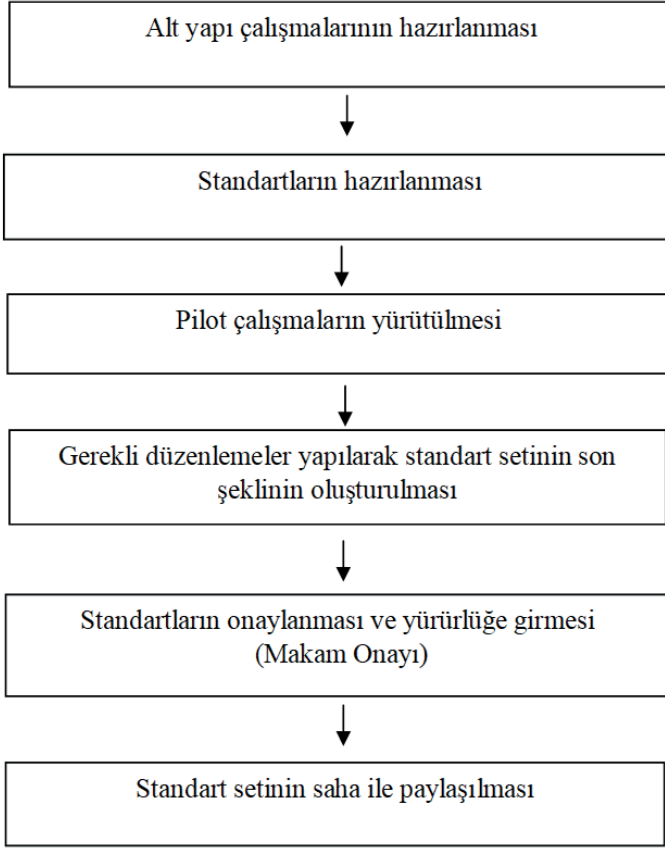 Alt yapı çalışmalarının hazırlanması
Standartların hazırlanması
Pilot çalışmaların yürütülmesi
Gerekli düzenlemeler yapılarak standart setinin son
şeklinin oluşturulması
Standartların onaylanması ve yürürlüğe girmesi
(Makam Onayı)
Standart setinin saha ile paylaşılması